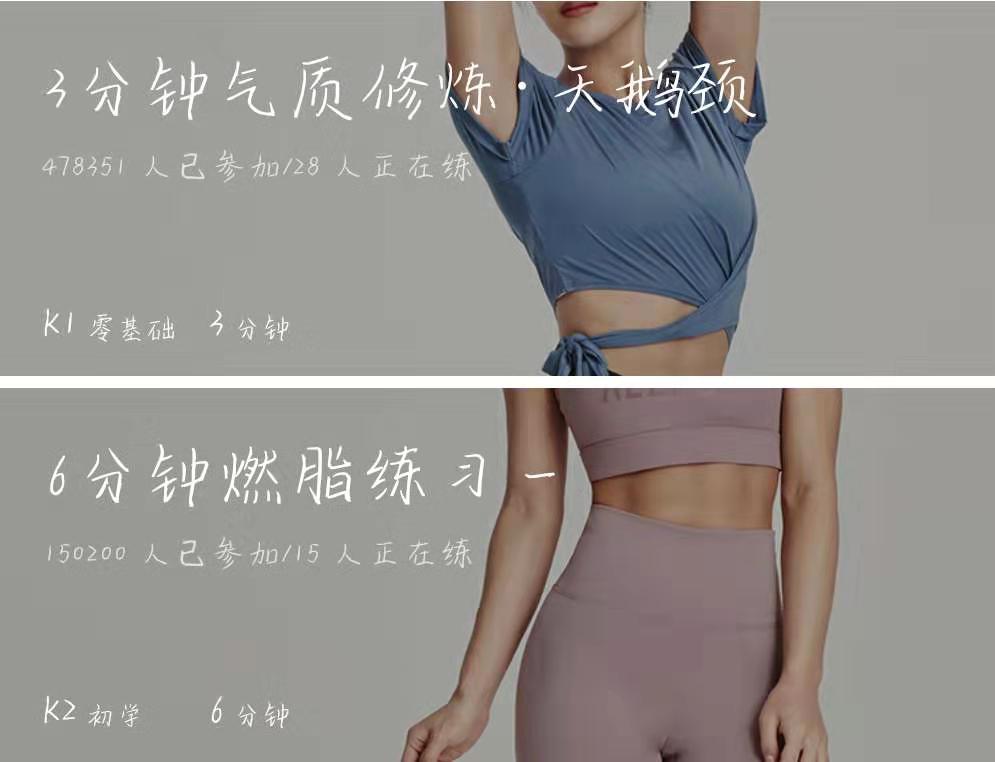 3分钟气质修炼·天鹅颈
478351 人已参加/28 人正在练
K1 零基础 3 分钟
6分钟燃脂练习 一
150200 人已参加/15 人正在练
K2 初学 6 分钟